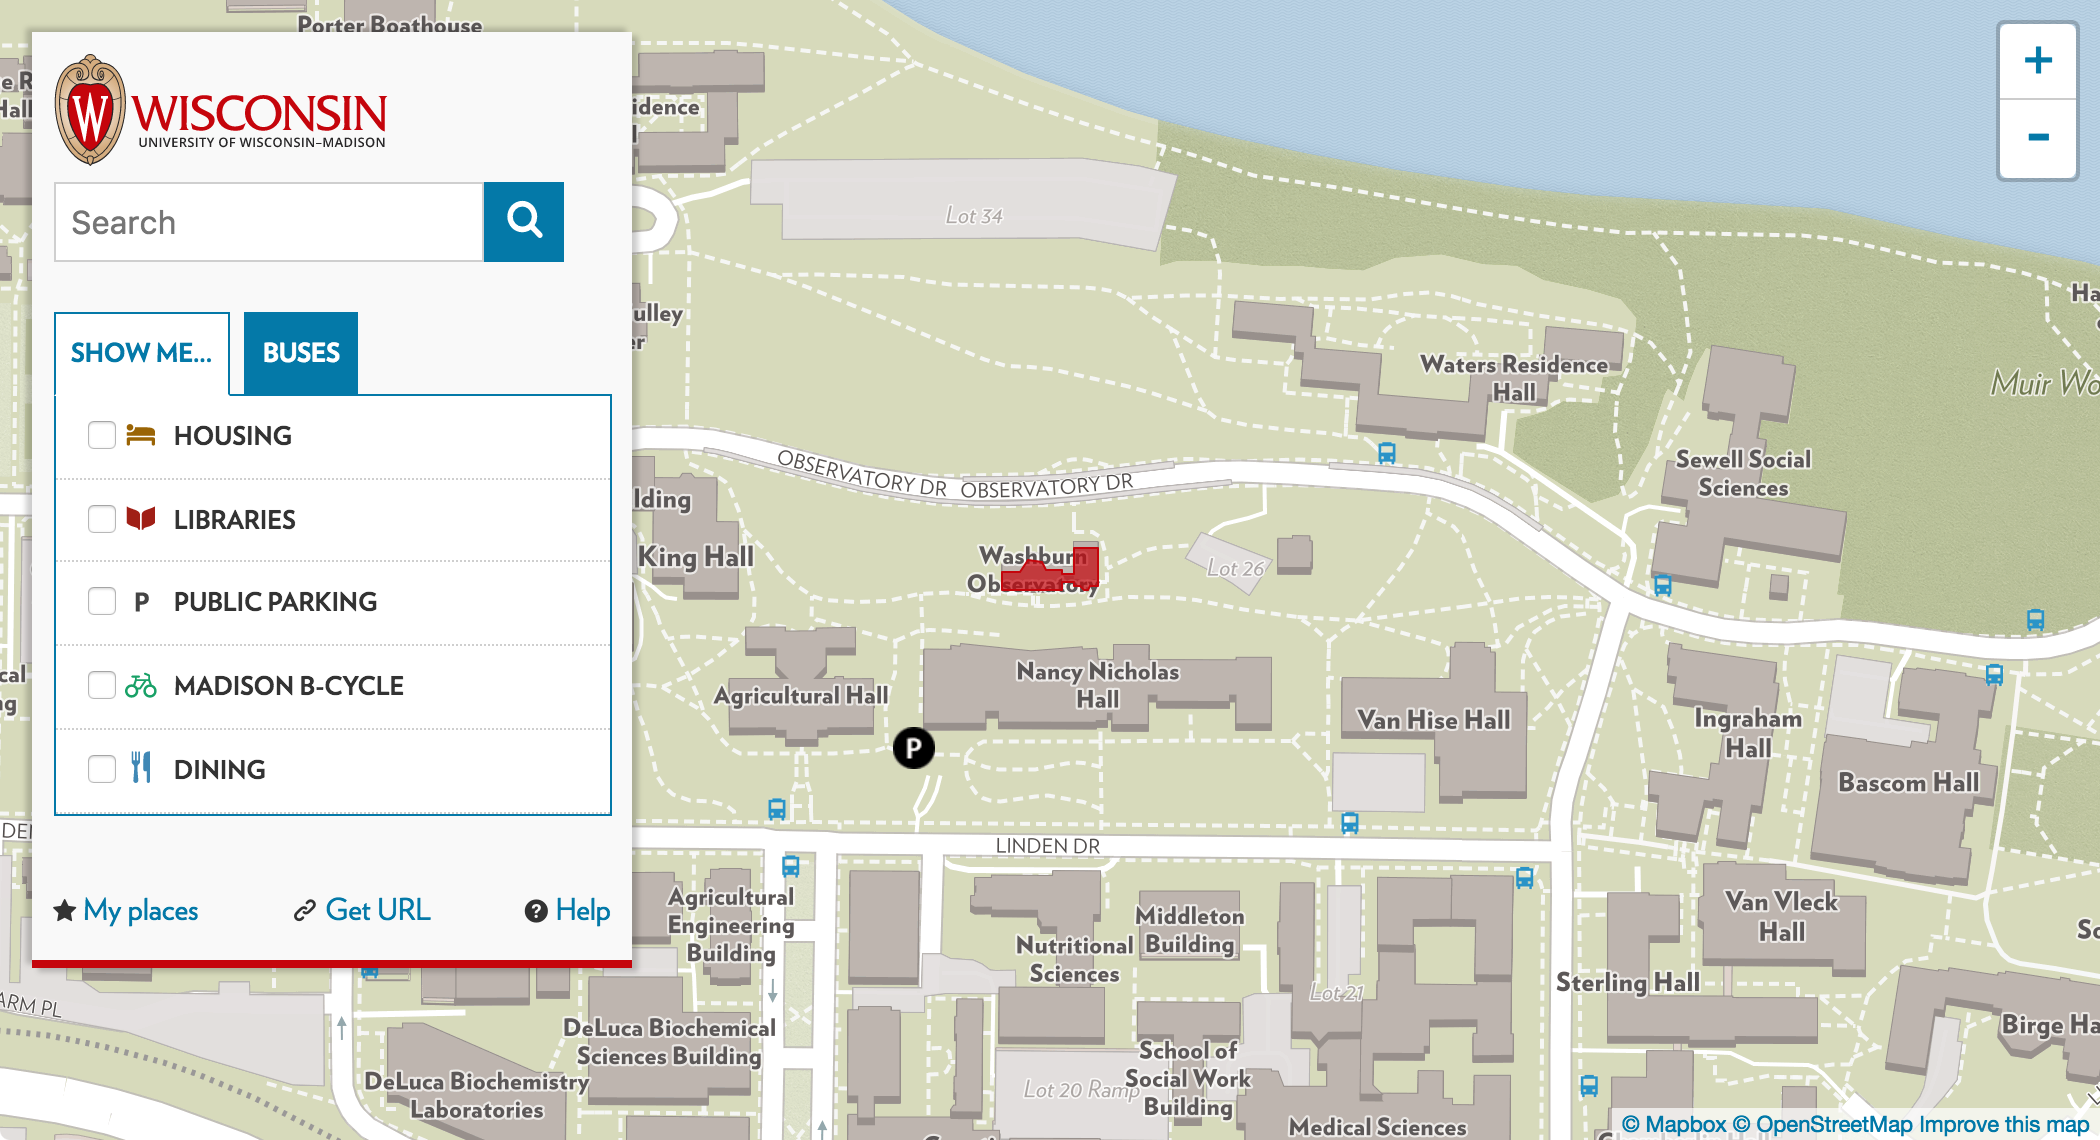 Porter Boathouse
W
WISCONSIN
UNIVERSITY OF WISCONSIN–MADISON
Search
SHOW ME...
BUSES
HOUSING
LIBRARIES
P PUBLIC PARKING
MADISON B-CYCLE
DINING
My places
Get URL
? Help
+
-
Lot 34
Waters Residence
Hall
Sewell Social
Sciences
OBSERVATORY DR
OBSERVATORY DR
King Hall
Washburn
Observatory
Lot 26
Agricultural Hall
Nancy Nicholas
Hall
P
Van Hise Hall
Ingraham
Hall
Bascom Hall
LINDEN DR
Agricultural
Engineering
Building
Nutritional
Sciences
Middleton
Building
Lot 21
Van Vleck
Hall
Sterling Hall
DeLuca Biochemical
Sciences Building
DeLuca Biochemistry
Laboratories
Lot 20 Ramp
School of
Social Work
Building
Medical Sciences
ARM PL
Birge Ha
Muir Wo
Ha
idence
ulley
er
lding
cal
© Mapbox © OpenStreetMap Improve this map